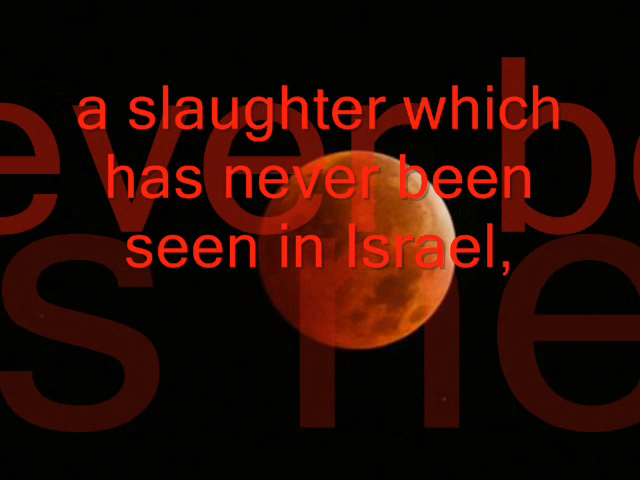 a slaughter which
has never been
seen in Israel,